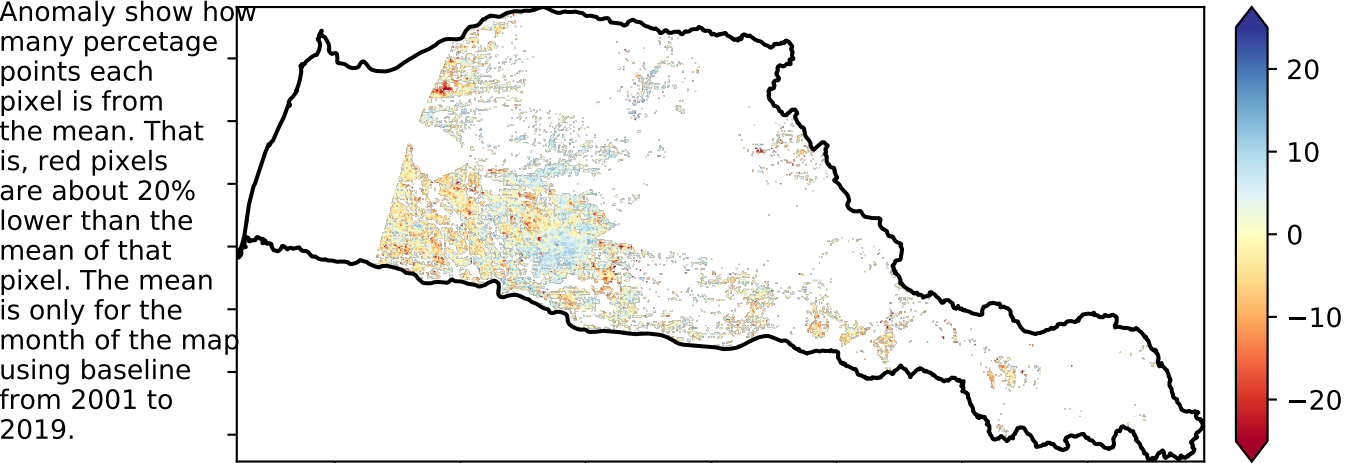 Anomaly show how
many percetage
points each
pixel is from
the mean. That
is, red pixels
are about 20%
lower than the
mean of that
pixel. The mean
is only for the
month of the map
using baseline
from 2001 to
2019.
20
10
0
−10
−20